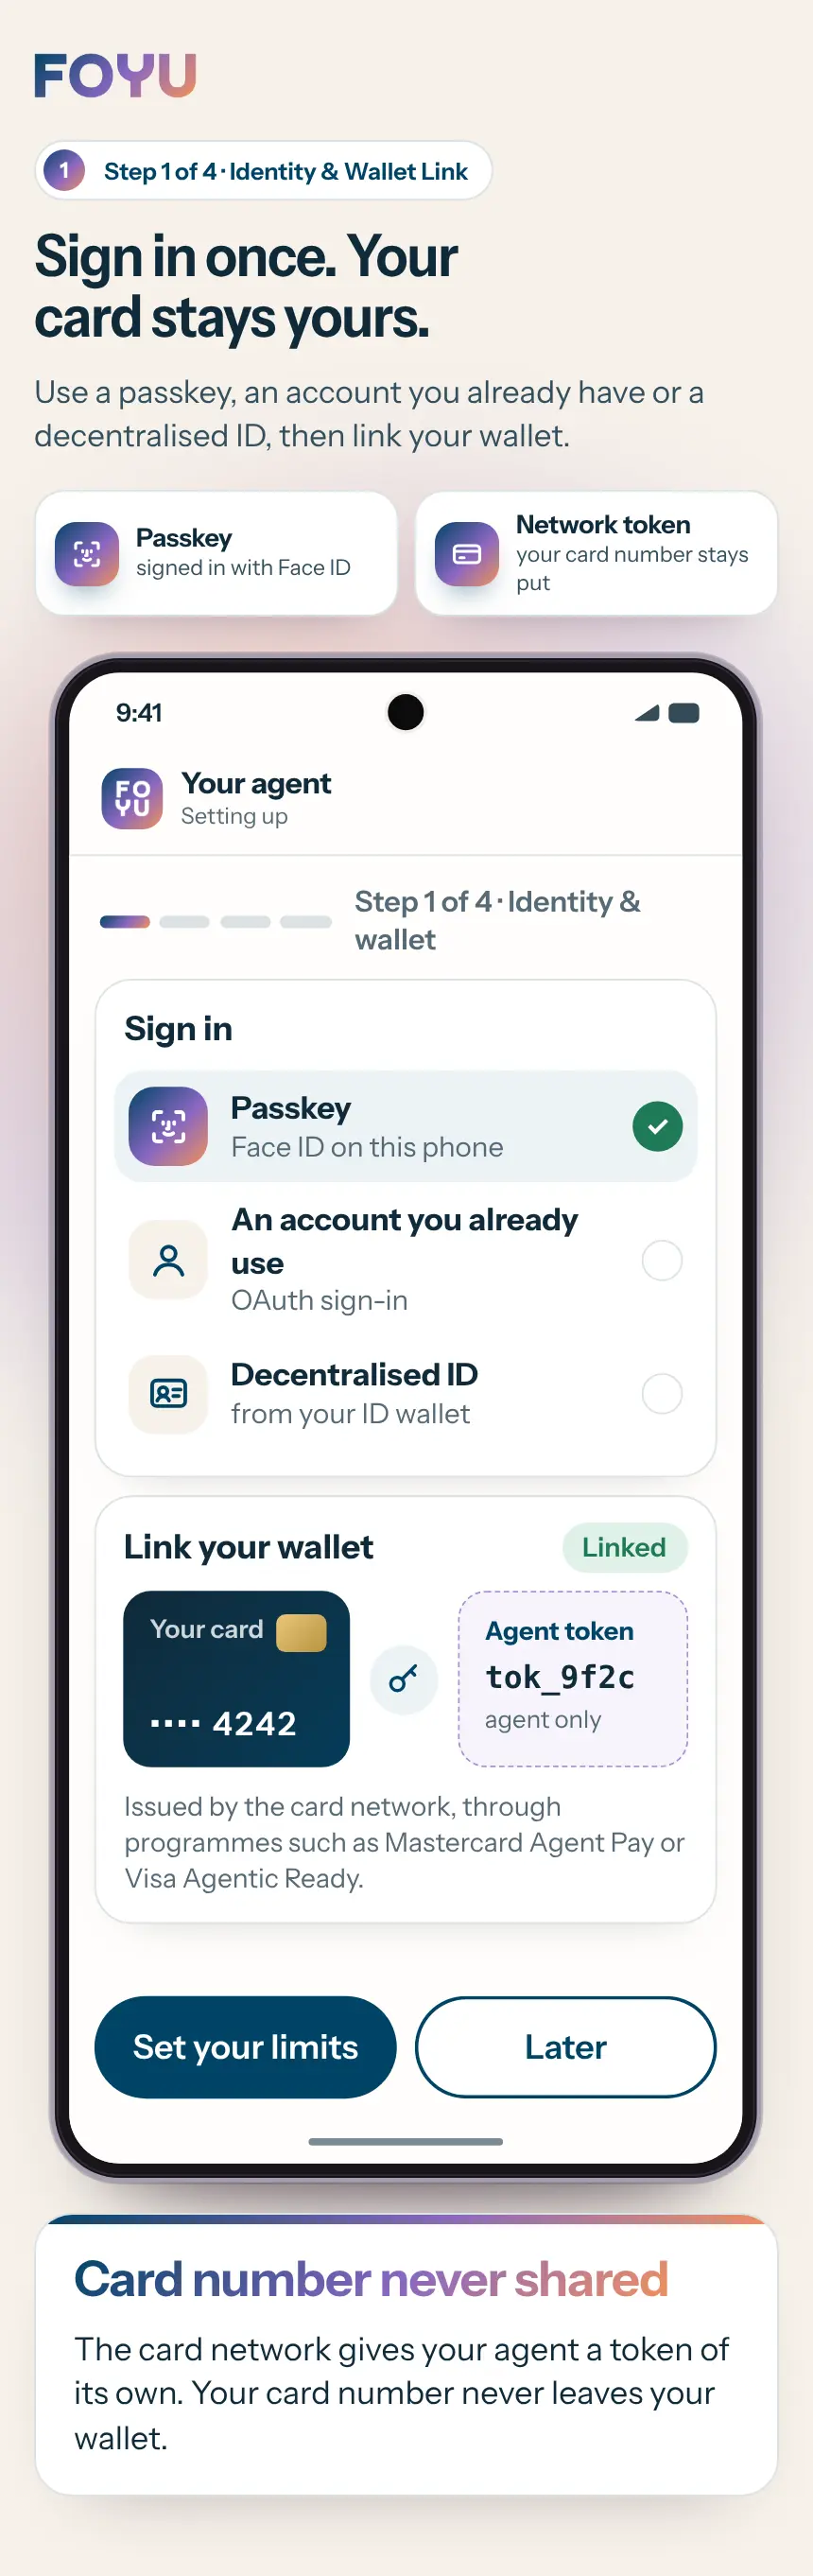 FOYU
1 Step 1 of 4 · Identity & Wallet Link
Sign in once. Your
card stays yours.
Use a passkey, an account you already have or a
decentralised ID, then link your wallet.
Passkey
signed in with Face ID
Network token
your card number stays
put
9:41
FO
YU
Your agent
Setting up
Step 1 of 4 · Identity &
wallet
Sign in
Passkey
Face ID on this phone
An account you already
use
OAuth sign-in
Decentralised ID
from your ID wallet
Link your wallet
Linked
Your card
···· 4242
Agent token
tok_9f2c
agent only
Issued by the card network, through
programmes such as Mastercard Agent Pay or
Visa Agentic Ready.
Set your limits
Later
Card number never shared
The card network gives your agent a token of
its own. Your card number never leaves your
wallet.